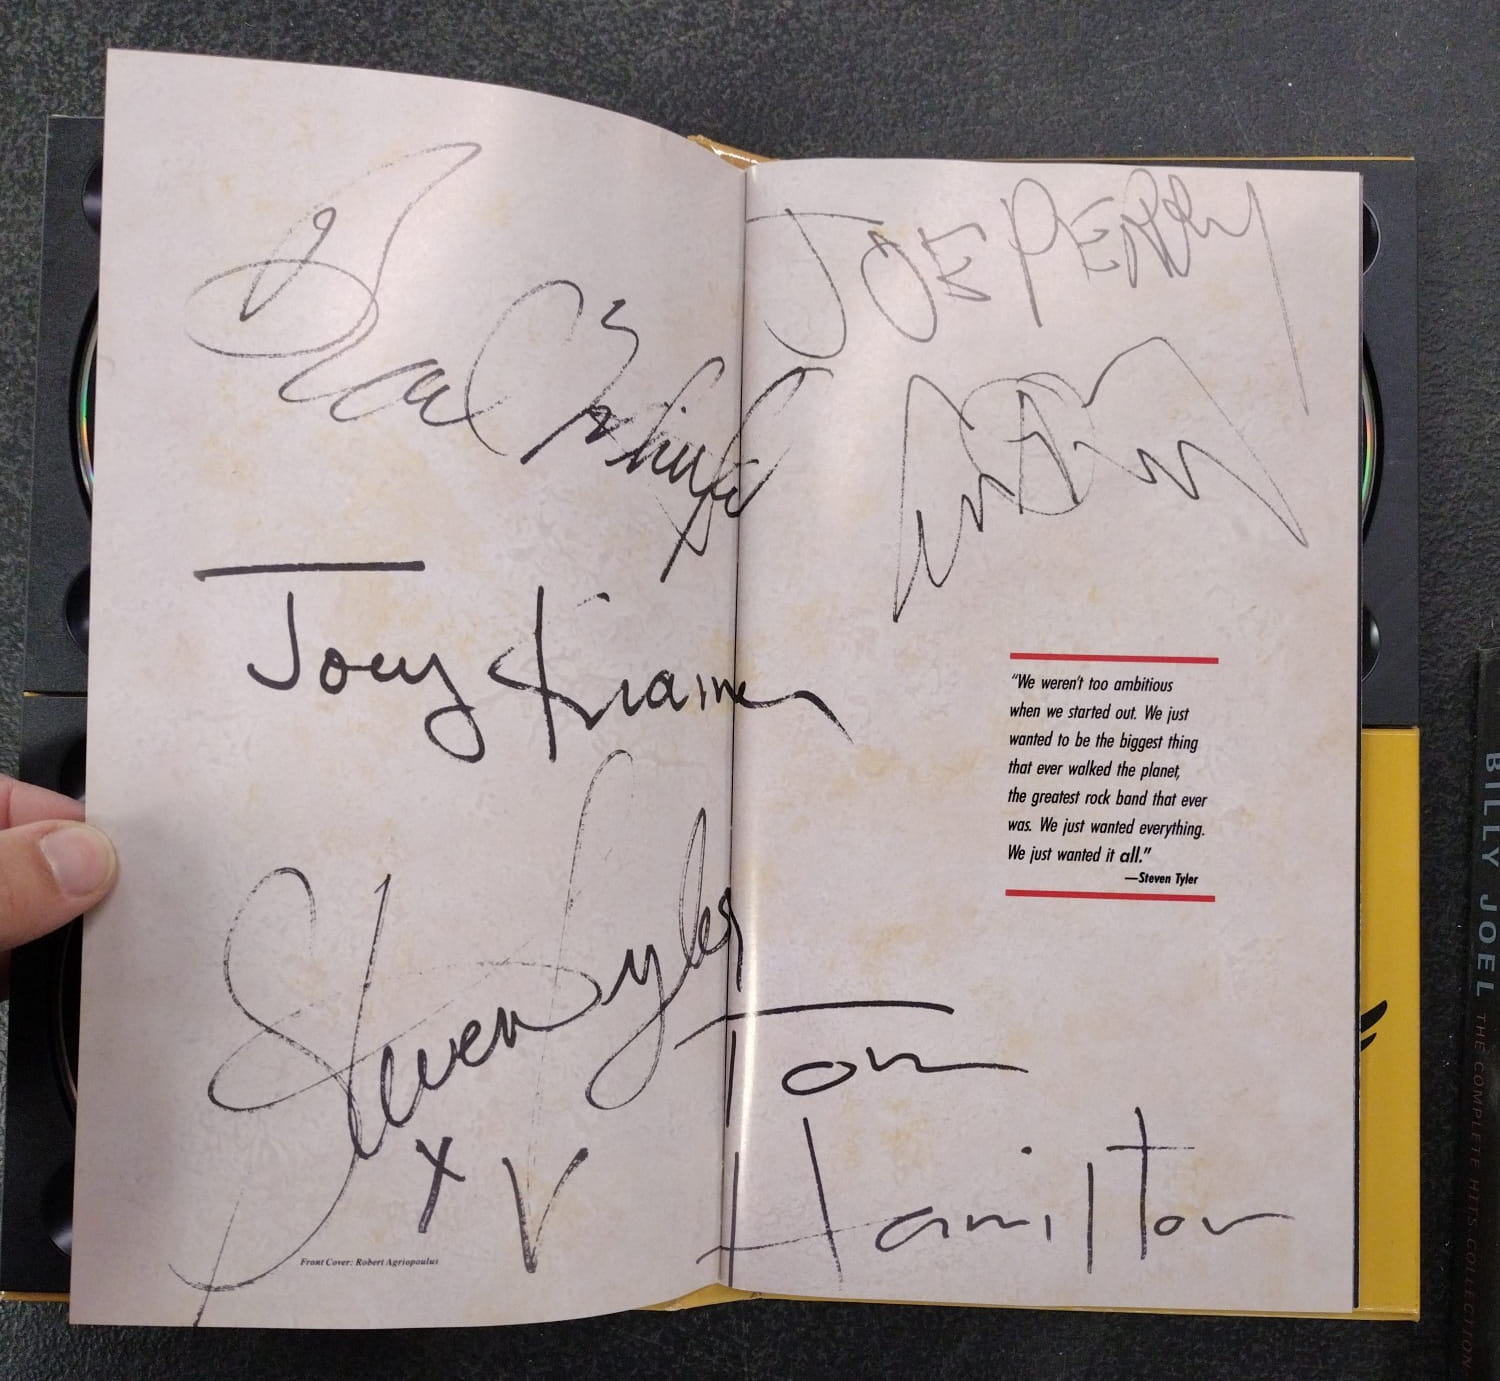 Brad Whitford
Joey Kramer
Steven Tyler
XV
Front Cover: Robert Agriopoulus
JOE PERRY
Tom
Hamilton
"We weren't too ambitious
when we started out. We just
wanted to be the biggest thing
that ever walked the planet,
the greatest rock band that ever
was. We just wanted everything.
We just wanted it all."
—Steven Tyler
BILLY JOEL THE COMPLETE HITS COLLECTION